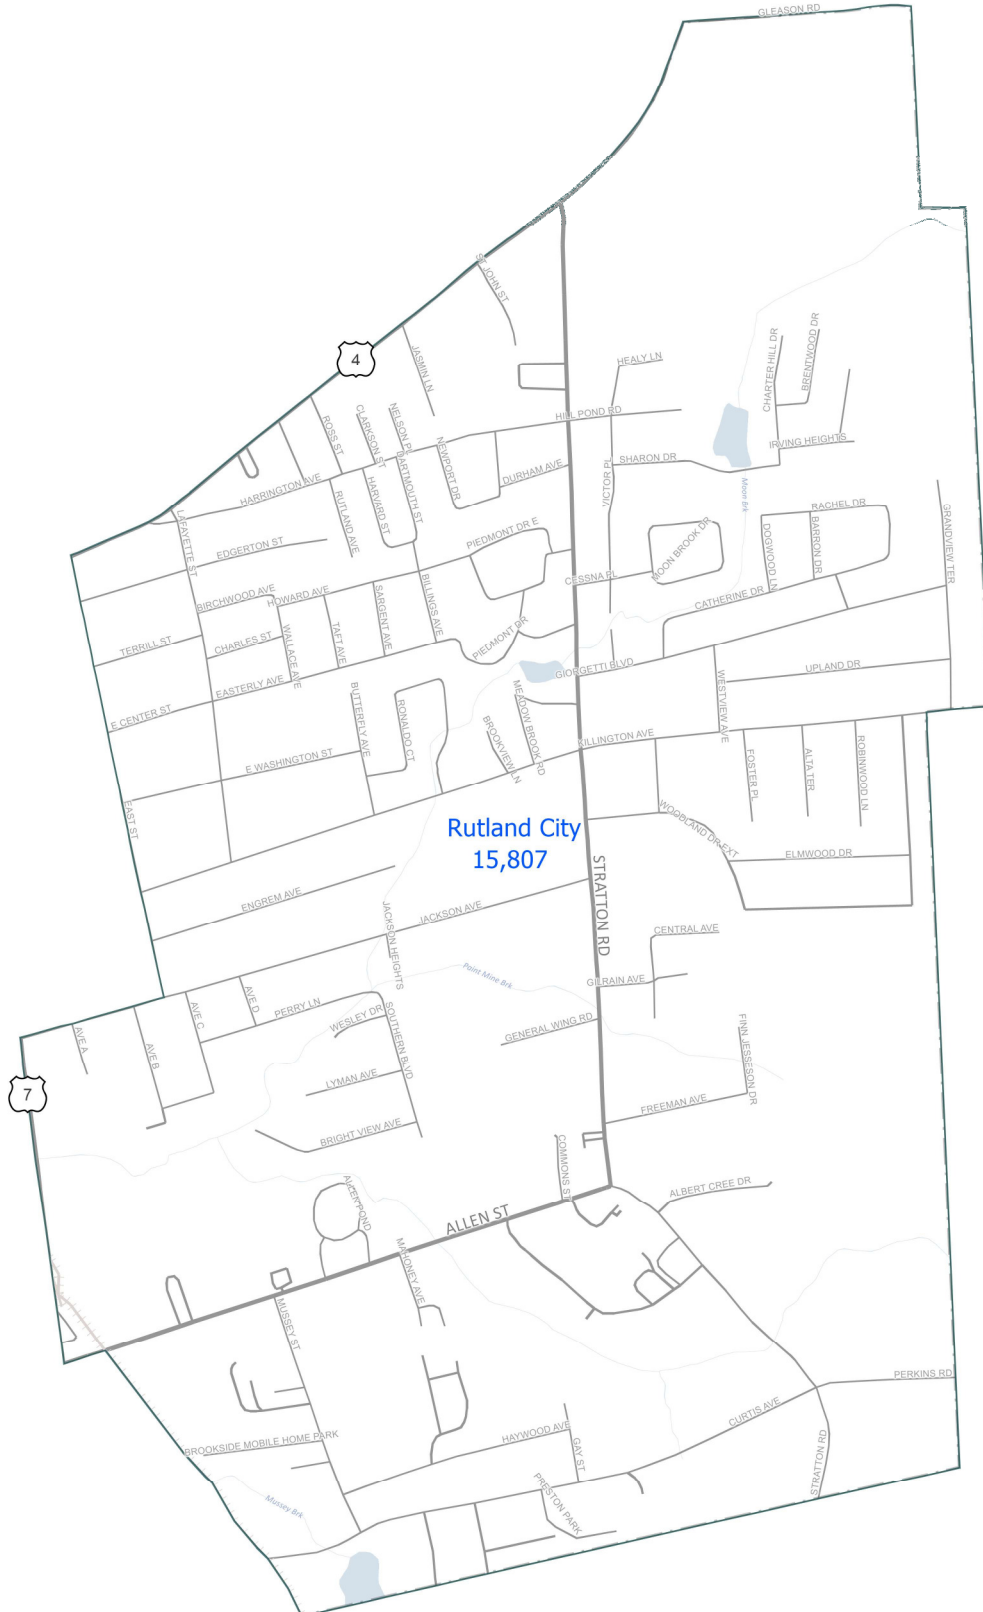 GLEASON RD
ST JOHN ST
4
JASMIN LN
HEALY LN
CHARTER HILL DR
BRENTWOOD DR
ROSS ST
CLARKSON ST
NELSON PL
HILL POND RD
NEWPORT DR
IRVING HEIGHTS
SHARON DR
HARRINGTON AVE
HARVARD ST
DARTMOUTH ST
DURHAM AVE
VICTOR PL
Moon Brk
RUTLAND AVE
LAFAYETTE ST
RACHEL DR
GRANDVIEW TER
EDGERTON ST
PIEDMONT DR E
MOON BROOK DR
DOGWOOD LN
BARRON DR
CESSNA PL
BIRCHWOOD AVE
HOWARD AVE
SARGENT AVE
BILLINGS AVE
CATHERINE DR
TERRILL ST
CHARLES ST
WALLACE AVE
TAFT AVE
PIEDMONT DR
GIORGETTI BLVD
UPLAND DR
EASTERLY AVE
E CENTER ST
BUTTERFLY AVE
RONALDO CT
MEADOW BROOK RD
BROOKVIEW LN
WESTVIEW AVE
KILLINGTON AVE
E WASHINGTON ST
FOSTER PL
ALTA TER
ROBINWOOD LN
EAST ST
Rutland City
15,807
WOODLAND DR EXT
ELMWOOD DR
STRATTON RD
ENGREM AVE
JACKSON AVE
JACKSON HEIGHTS
CENTRAL AVE
Point Mine Brk
GILRAIN AVE
AVE D
AVE C
PERRY LN
WESLEY DR
SOUTHERN BLVD
GENERAL WING RD
AVE A
AVE B
FINN JESSESON DR
7
LYMAN AVE
FREEMAN AVE
BRIGHT VIEW AVE
COMMONS ST
ALLEN POND
ALBERT CREE DR
ALLEN ST
MAHONEY AVE
MUSSEY ST
PERKINS RD
CURTIS AVE
HAYWOOD AVE
GAY ST
BROOKSIDE MOBILE HOME PARK
STRATTON RD
PRESTON PARK
Mussey Brk